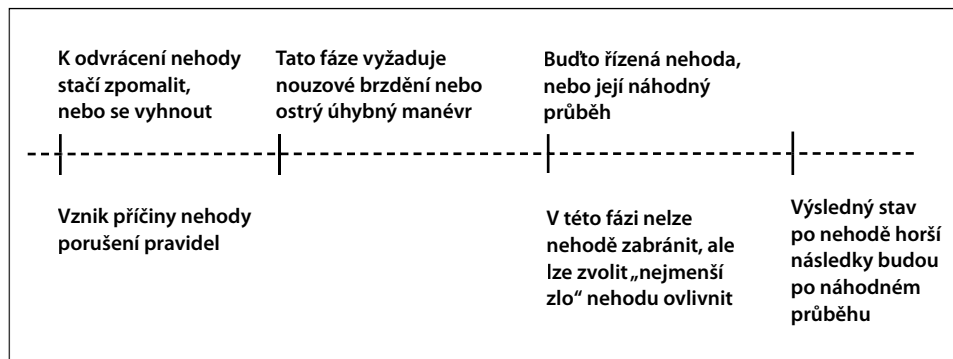 K odvrácení nehody
stačí zpomalit,
nebo se vyhnout
Tato fáze vyžaduje
nouzové brzdění nebo
ostrý úhybný manévr
Buďto řízená nehoda,
nebo její náhodný
průběh
Vznik příčiny nehody
porušení pravidel
V této fázi nelze
nehodě zabránit, ale
lze zvolit „nejmenší
zlo“ nehodu ovlivnit
Výsledný stav
po nehodě horší
následky budou
po náhodném
průběhu